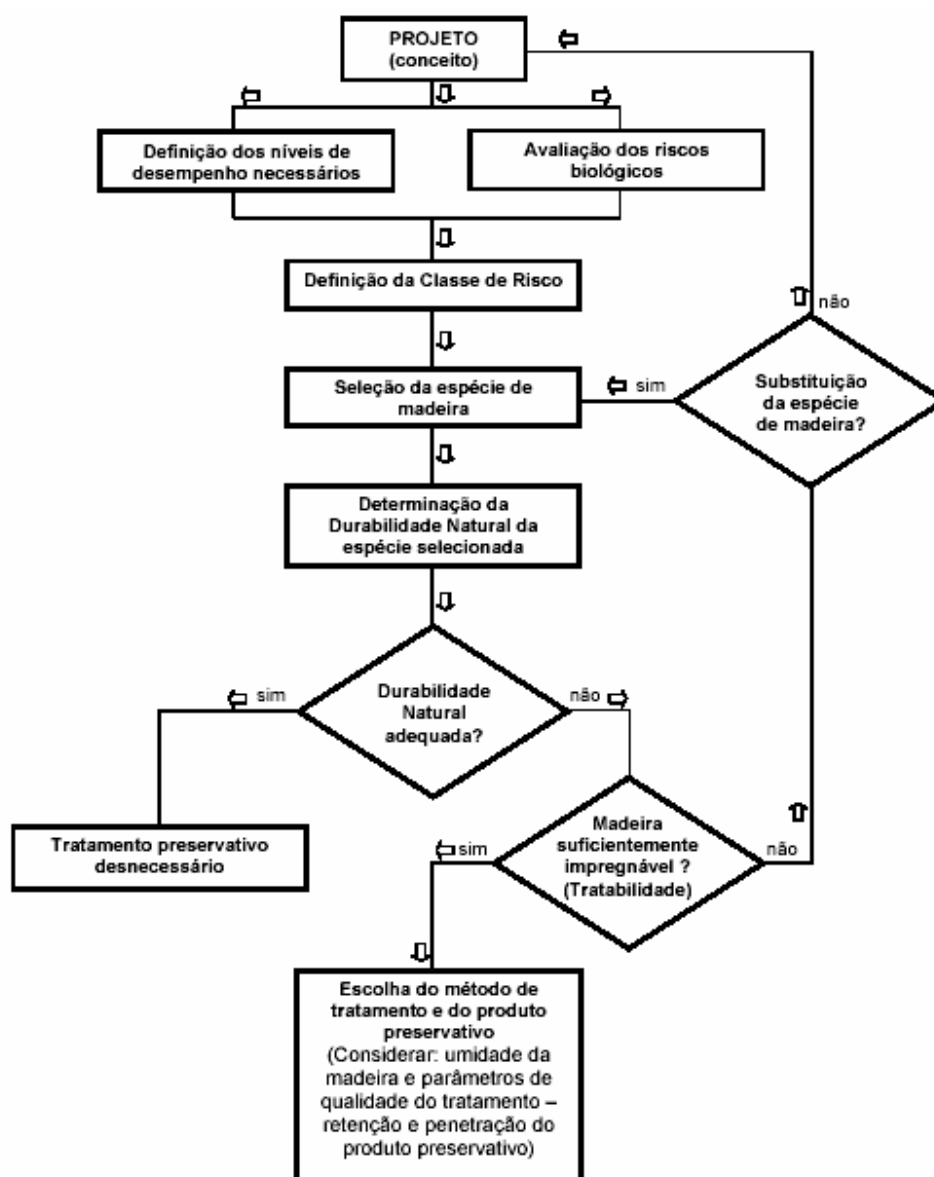 PROJETO
(conceito)
Definição dos níveis de
desempenho necessários
Avaliação dos riscos
biológicos
Definição da Classe de Risco
não
Seleção da espécie de
madeira
sim
Substituição
da espécie
de madeira?
Determinação da
Durabilidade Natural da
espécie selecionada
sim
Durabilidade
Natural
adequada?
não
Tratamento preservativo
desnecessário
sim
Madeira
suficientemente
impregnável ?
(Tratabilidade)
não
Escolha do método de
tratamento e do produto
preservativo
(Considerar: umidade da
madeira e parâmetros de
qualidade do tratamento –
retenção e penetração do
produto preservativo)